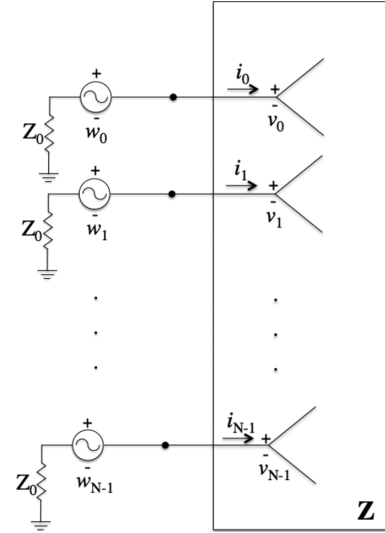 i0
+
+
Z0
-
-
w0
v0
i1
+
+
Z0
-
-
w1
v1
. .
. .
. .
iN-1
+
+
-
-
Z0
wN-1
vN-1
Z